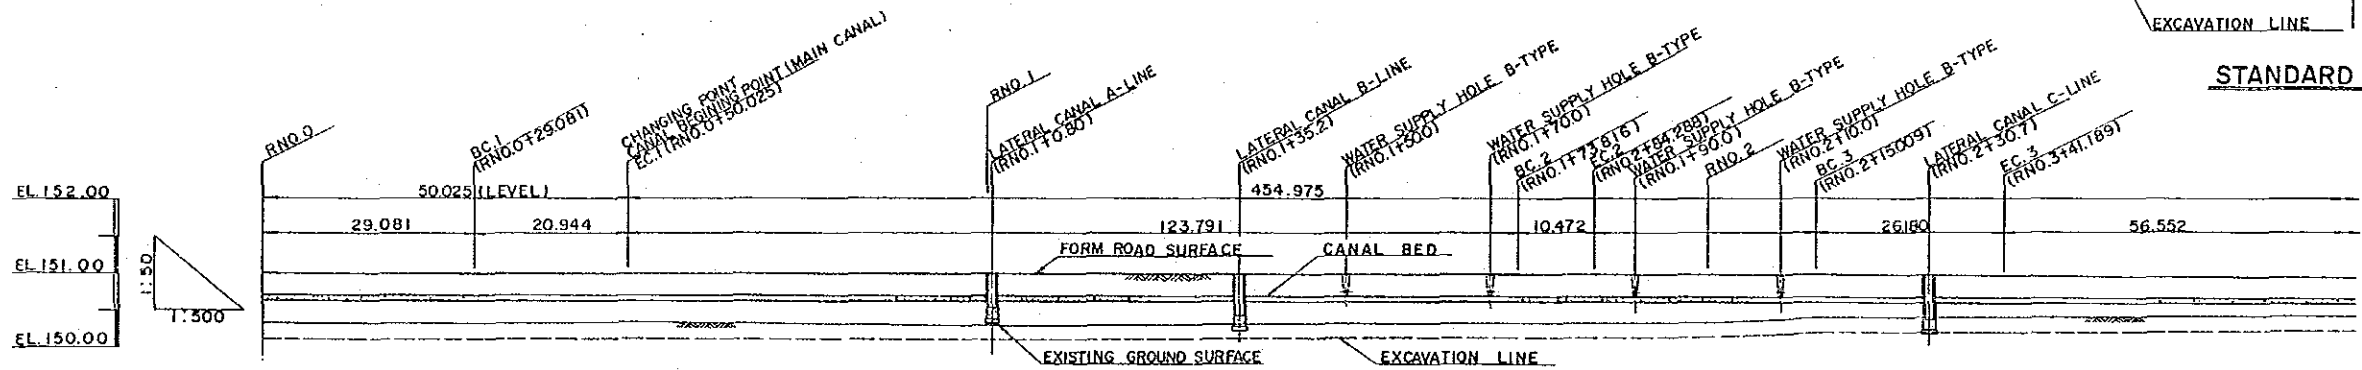 EXCAVATION LINE
STANDARD
RNO.0
BC.1
(RNO.0+29.081)
CHANGING POINT
CANAL BEGINING POINT (MAIN CANAL)
EC.1 (RNO.0+50.025)
RNO.1
LATERAL CANAL A-LINE
(RNO.1+0.80)
LATERAL CANAL B-LINE
(RNO.1+35.2)
WATER SUPPLY HOLE B-TYPE
(RNO.1+50.0)
WATER SUPPLY HOLE B-TYPE
(RNO.1+70.0)
BC.2
(RNO.1+73.816)
EC.2
(RNO.2+84.288)
WATER SUPPLY HOLE B-TYPE
(RNO.1+90.0)
RNO.2
WATER SUPPLY HOLE B-TYPE
(RNO.2+10.0)
BC.3
(RNO.2+15.009)
LATERAL CANAL C-LINE
(RNO.2+30.7)
EC.3
(RNO.3+41.189)
EL.152.00
50.025 (LEVEL)
454.975
29.081
20.944
123.791
10.472
26.180
56.552
FORM ROAD SURFACE
CANAL BED
EL.151.00
1:50
1:500
EL.150.00
EXISTING GROUND SURFACE
EXCAVATION LINE